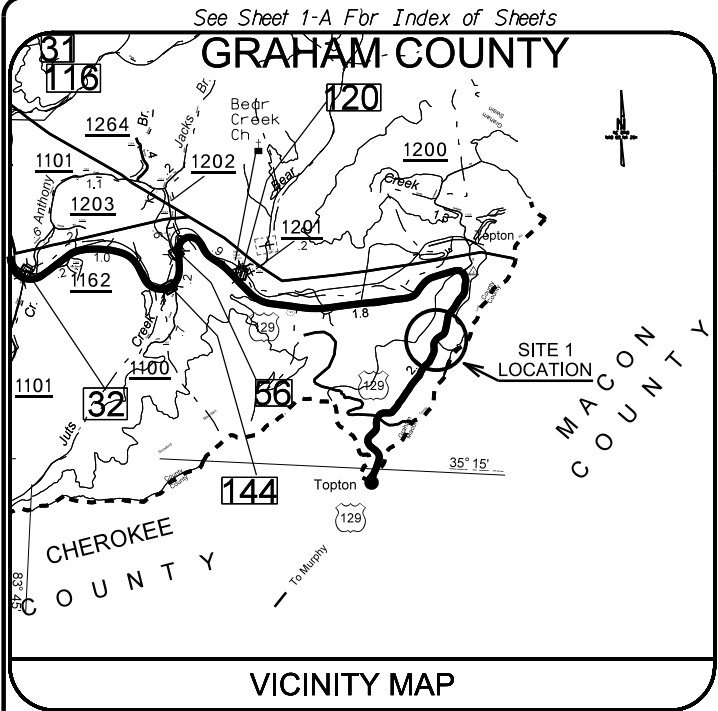 See Sheet 1-A For Index of Sheets
GRAHAM COUNTY
31
116
Bear
Creek
Ch
120
1264
Br.
Jacks Br.
1202
1200
N
1101
1.1
1203
Anthony
Cr.
Bear
Creek
1201
.2
Topton
1.0
1162
129
1.8
SITE 1
LOCATION
MACON
COUNTY
129
1101
32
Creek
1100
56
Juts
144
35° 15'
Topton
129
CHEROKEE
COUNTY
83° 45'
To Murphy
VICINITY MAP